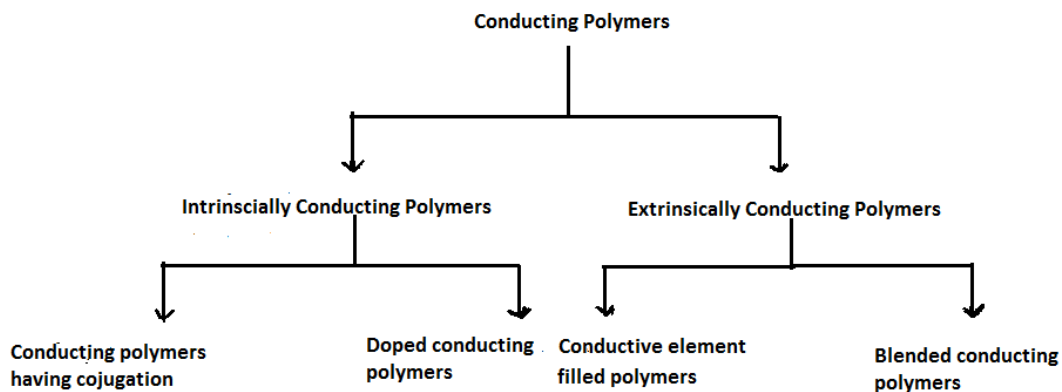 Conducting Polymers
Intrinscially Conducting Polymers
Extrinsically Conducting Polymers
Conducting polymers
having cojugation
Doped conducting
polymers
Conductive element
filled polymers
Blended conducting
polymers